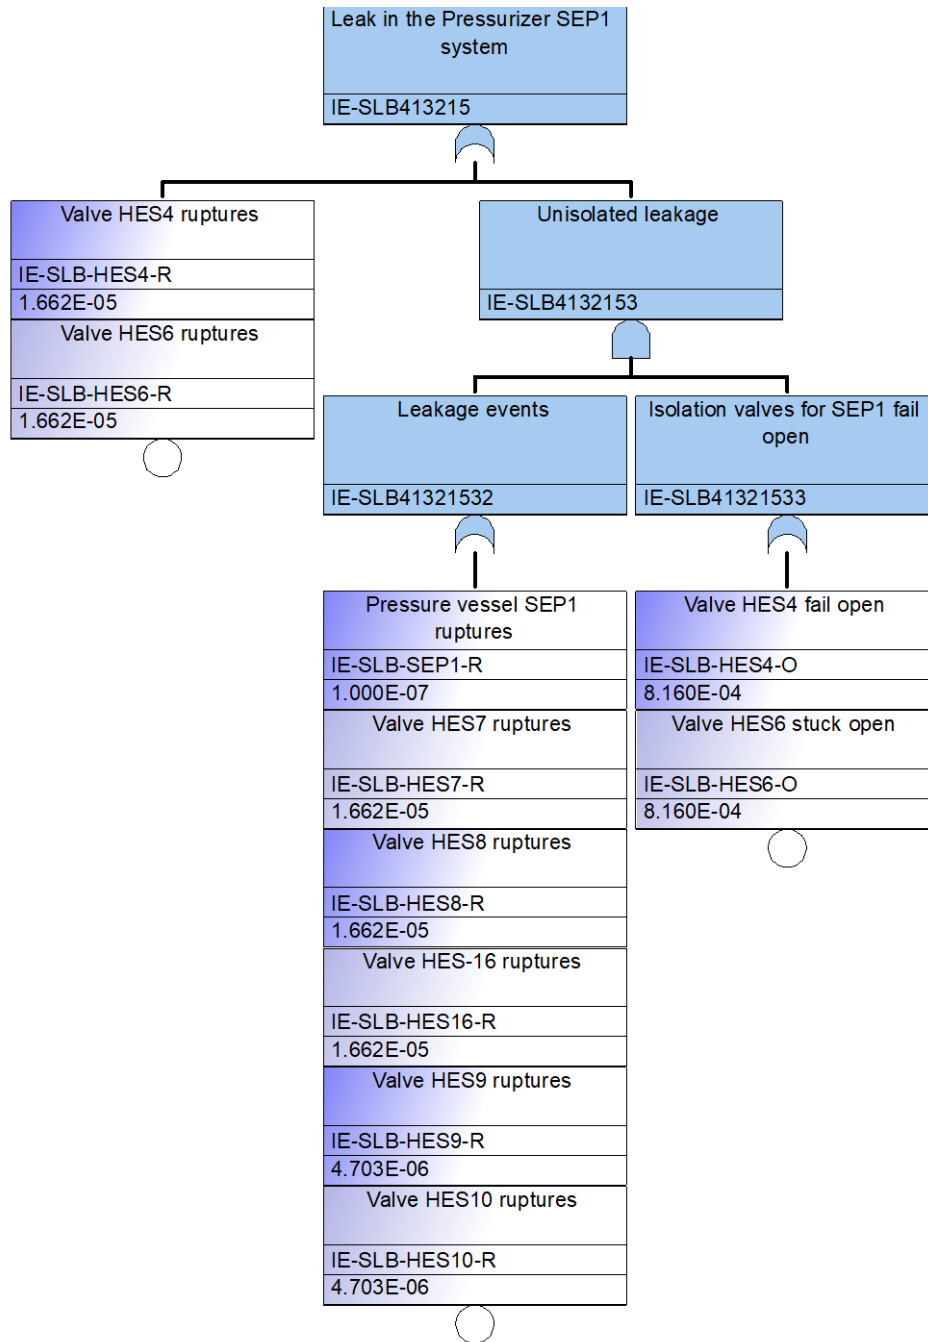 Leak in the Pressurizer SEP1
system
IE-SLB413215
Valve HES4 ruptures
IE-SLB-HES4-R
1.662E-05
Valve HES6 ruptures
IE-SLB-HES6-R
1.662E-05
Unisolated leakage
IE-SLB4132153
Leakage events
IE-SLB41321532
Isolation valves for SEP1 fail
open
IE-SLB41321533
Pressure vessel SEP1
ruptures
IE-SLB-SEP1-R
1.000E-07
Valve HES7 ruptures
IE-SLB-HES7-R
1.662E-05
Valve HES8 ruptures
IE-SLB-HES8-R
1.662E-05
Valve HES-16 ruptures
IE-SLB-HES16-R
1.662E-05
Valve HES9 ruptures
IE-SLB-HES9-R
4.703E-06
Valve HES10 ruptures
IE-SLB-HES10-R
4.703E-06
Valve HES4 fail open
IE-SLB-HES4-O
8.160E-04
Valve HES6 stuck open
IE-SLB-HES6-O
8.160E-04